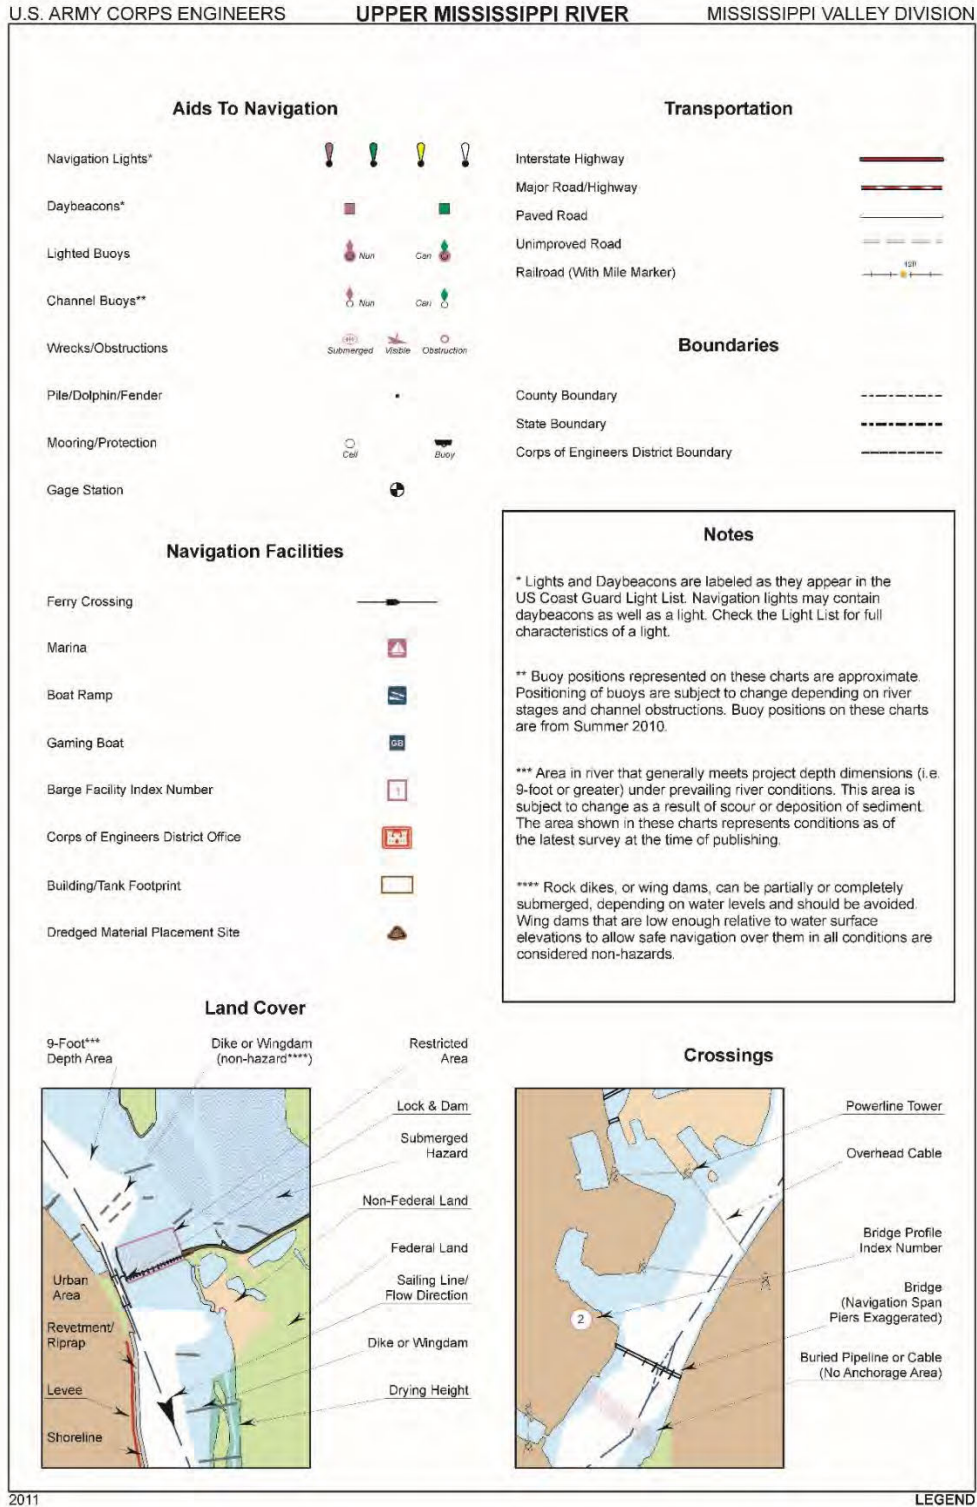 U.S. ARMY CORPS ENGINEERS
UPPER MISSISSIPPI RIVER
MISSISSIPPI VALLEY DIVISION
Aids To Navigation
Navigation Lights*
Daybeacons*
Lighted Buoys
Nun
Can
Channel Buoys**
Nun
Can
Wrecks/Obstructions
Submerged
Visible
Obstruction
Pile/Dolphin/Fender
Mooring/Protection
Cell
Buoy
Gage Station
Navigation Facilities
Ferry Crossing
Marina
Boat Ramp
Gaming Boat
GB
Barge Facility Index Number
1
Corps of Engineers District Office
Building/Tank Footprint
Dredged Material Placement Site
Transportation
Interstate Highway
Major Road/Highway
Paved Road
Unimproved Road
Railroad (With Mile Marker)
Boundaries
County Boundary
State Boundary
Corps of Engineers District Boundary
Notes
* Lights and Daybeacons are labeled as they appear in the
US Coast Guard Light List. Navigation lights may contain
daybeacons as well as a light. Check the Light List for full
characteristics of a light.
** Buoy positions represented on these charts are approximate.
Positioning of buoys are subject to change depending on river
stages and channel obstructions. Buoy positions on these charts
are from Summer 2010.
*** Area in river that generally meets project depth dimensions (i.e.
9-foot or greater) under prevailing river conditions. This area is
subject to change as a result of scour or deposition of sediment.
The area shown in these charts represents conditions as of
the latest survey at the time of publishing.
**** Rock dikes, or wing dams, can be partially or completely
submerged, depending on water levels and should be avoided.
Wing dams that are low enough relative to water surface
elevations to allow safe navigation over them in all conditions are
considered non-hazards.
Land Cover
9-Foot***
Depth Area
Dike or Wingdam
(non-hazard****)
Restricted
Area
Lock & Dam
Submerged
Hazard
Non-Federal Land
Federal Land
Sailing Line/
Flow Direction
Dike or Wingdam
Drying Height
Urban
Area
Revetment/
Riprap
Levee
Shoreline
Crossings
Powerline Tower
Overhead Cable
Bridge Profile
Index Number
2
Bridge
(Navigation Span
Piers Exaggerated)
Buried Pipeline or Cable
(No Anchorage Area)
2011
LEGEND